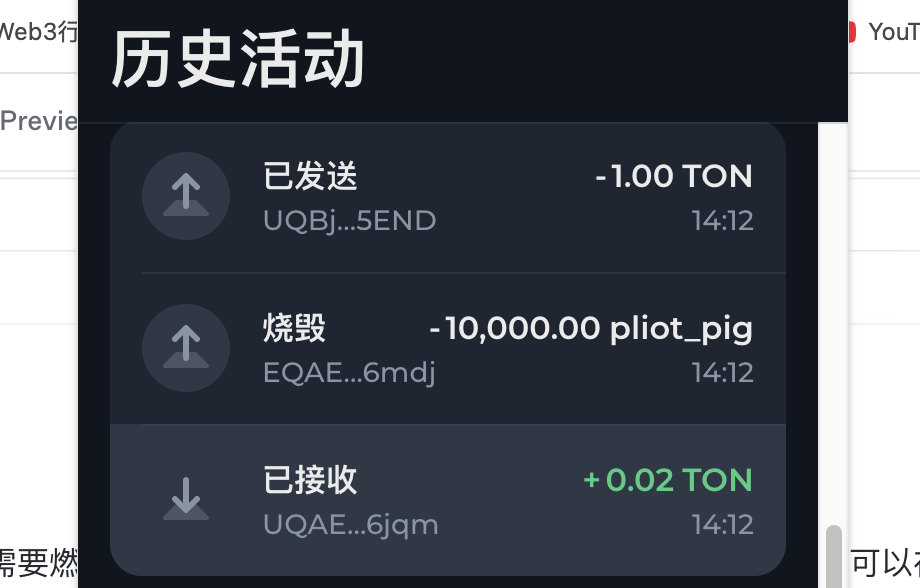 Web3行
历史活动
YouT
Previe
已发送
-1.00 TON
UQBj...5END
14:12
烧毁
-10,000.00 pliot_pig
EQAE...6mdj
14:12
已接收
+0.02 TON
UQAE...6jqm
14:12
需要燃
可以在